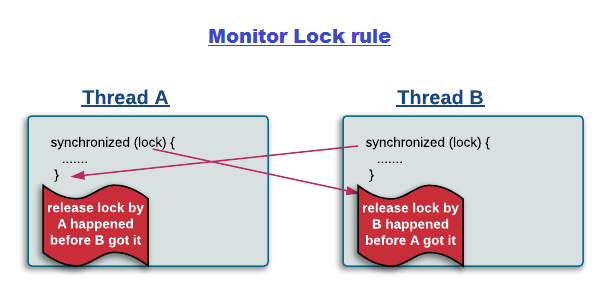 Monitor Lock rule
Thread A
synchronized (lock) {
.......
}
release lock by
A happened
before B got it
Thread B
synchronized (lock) {
.......
}
release lock by
B happened
before A got it